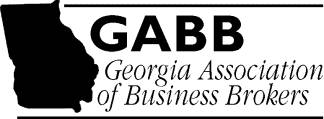 GABB
Georgia Association
of Business Brokers